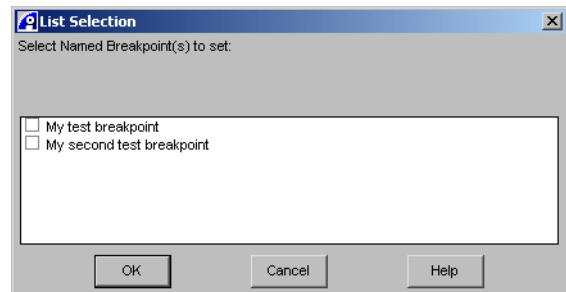 List Selection
Select Named Breakpoint(s) to set:
My test breakpoint
My second test breakpoint
OK Cancel Help